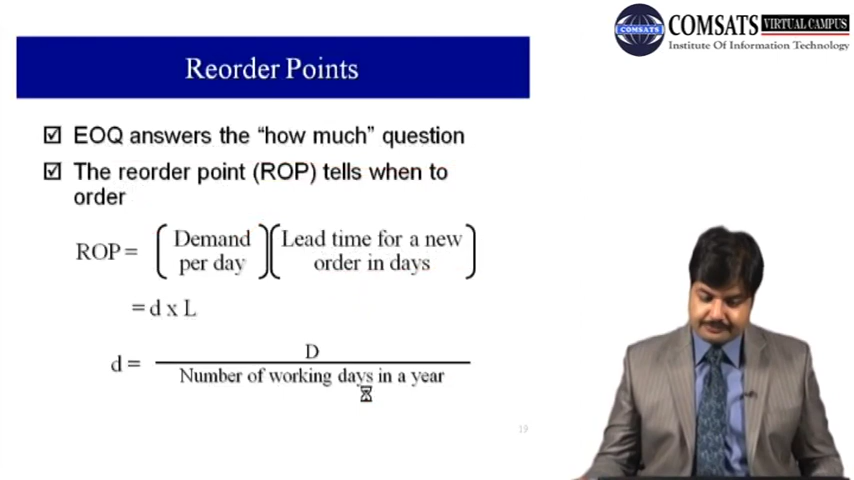 COMSATS VIRTUAL CAMPUS
Institute Of Information Technology
COMSATS
Reorder Points
☑ EOQ answers the “how much” question
☑ The reorder point (ROP) tells when to
order
ROP = (Demand per day)(Lead time for a new order in days)
= d x L
d = D
Number of working days in a year
19